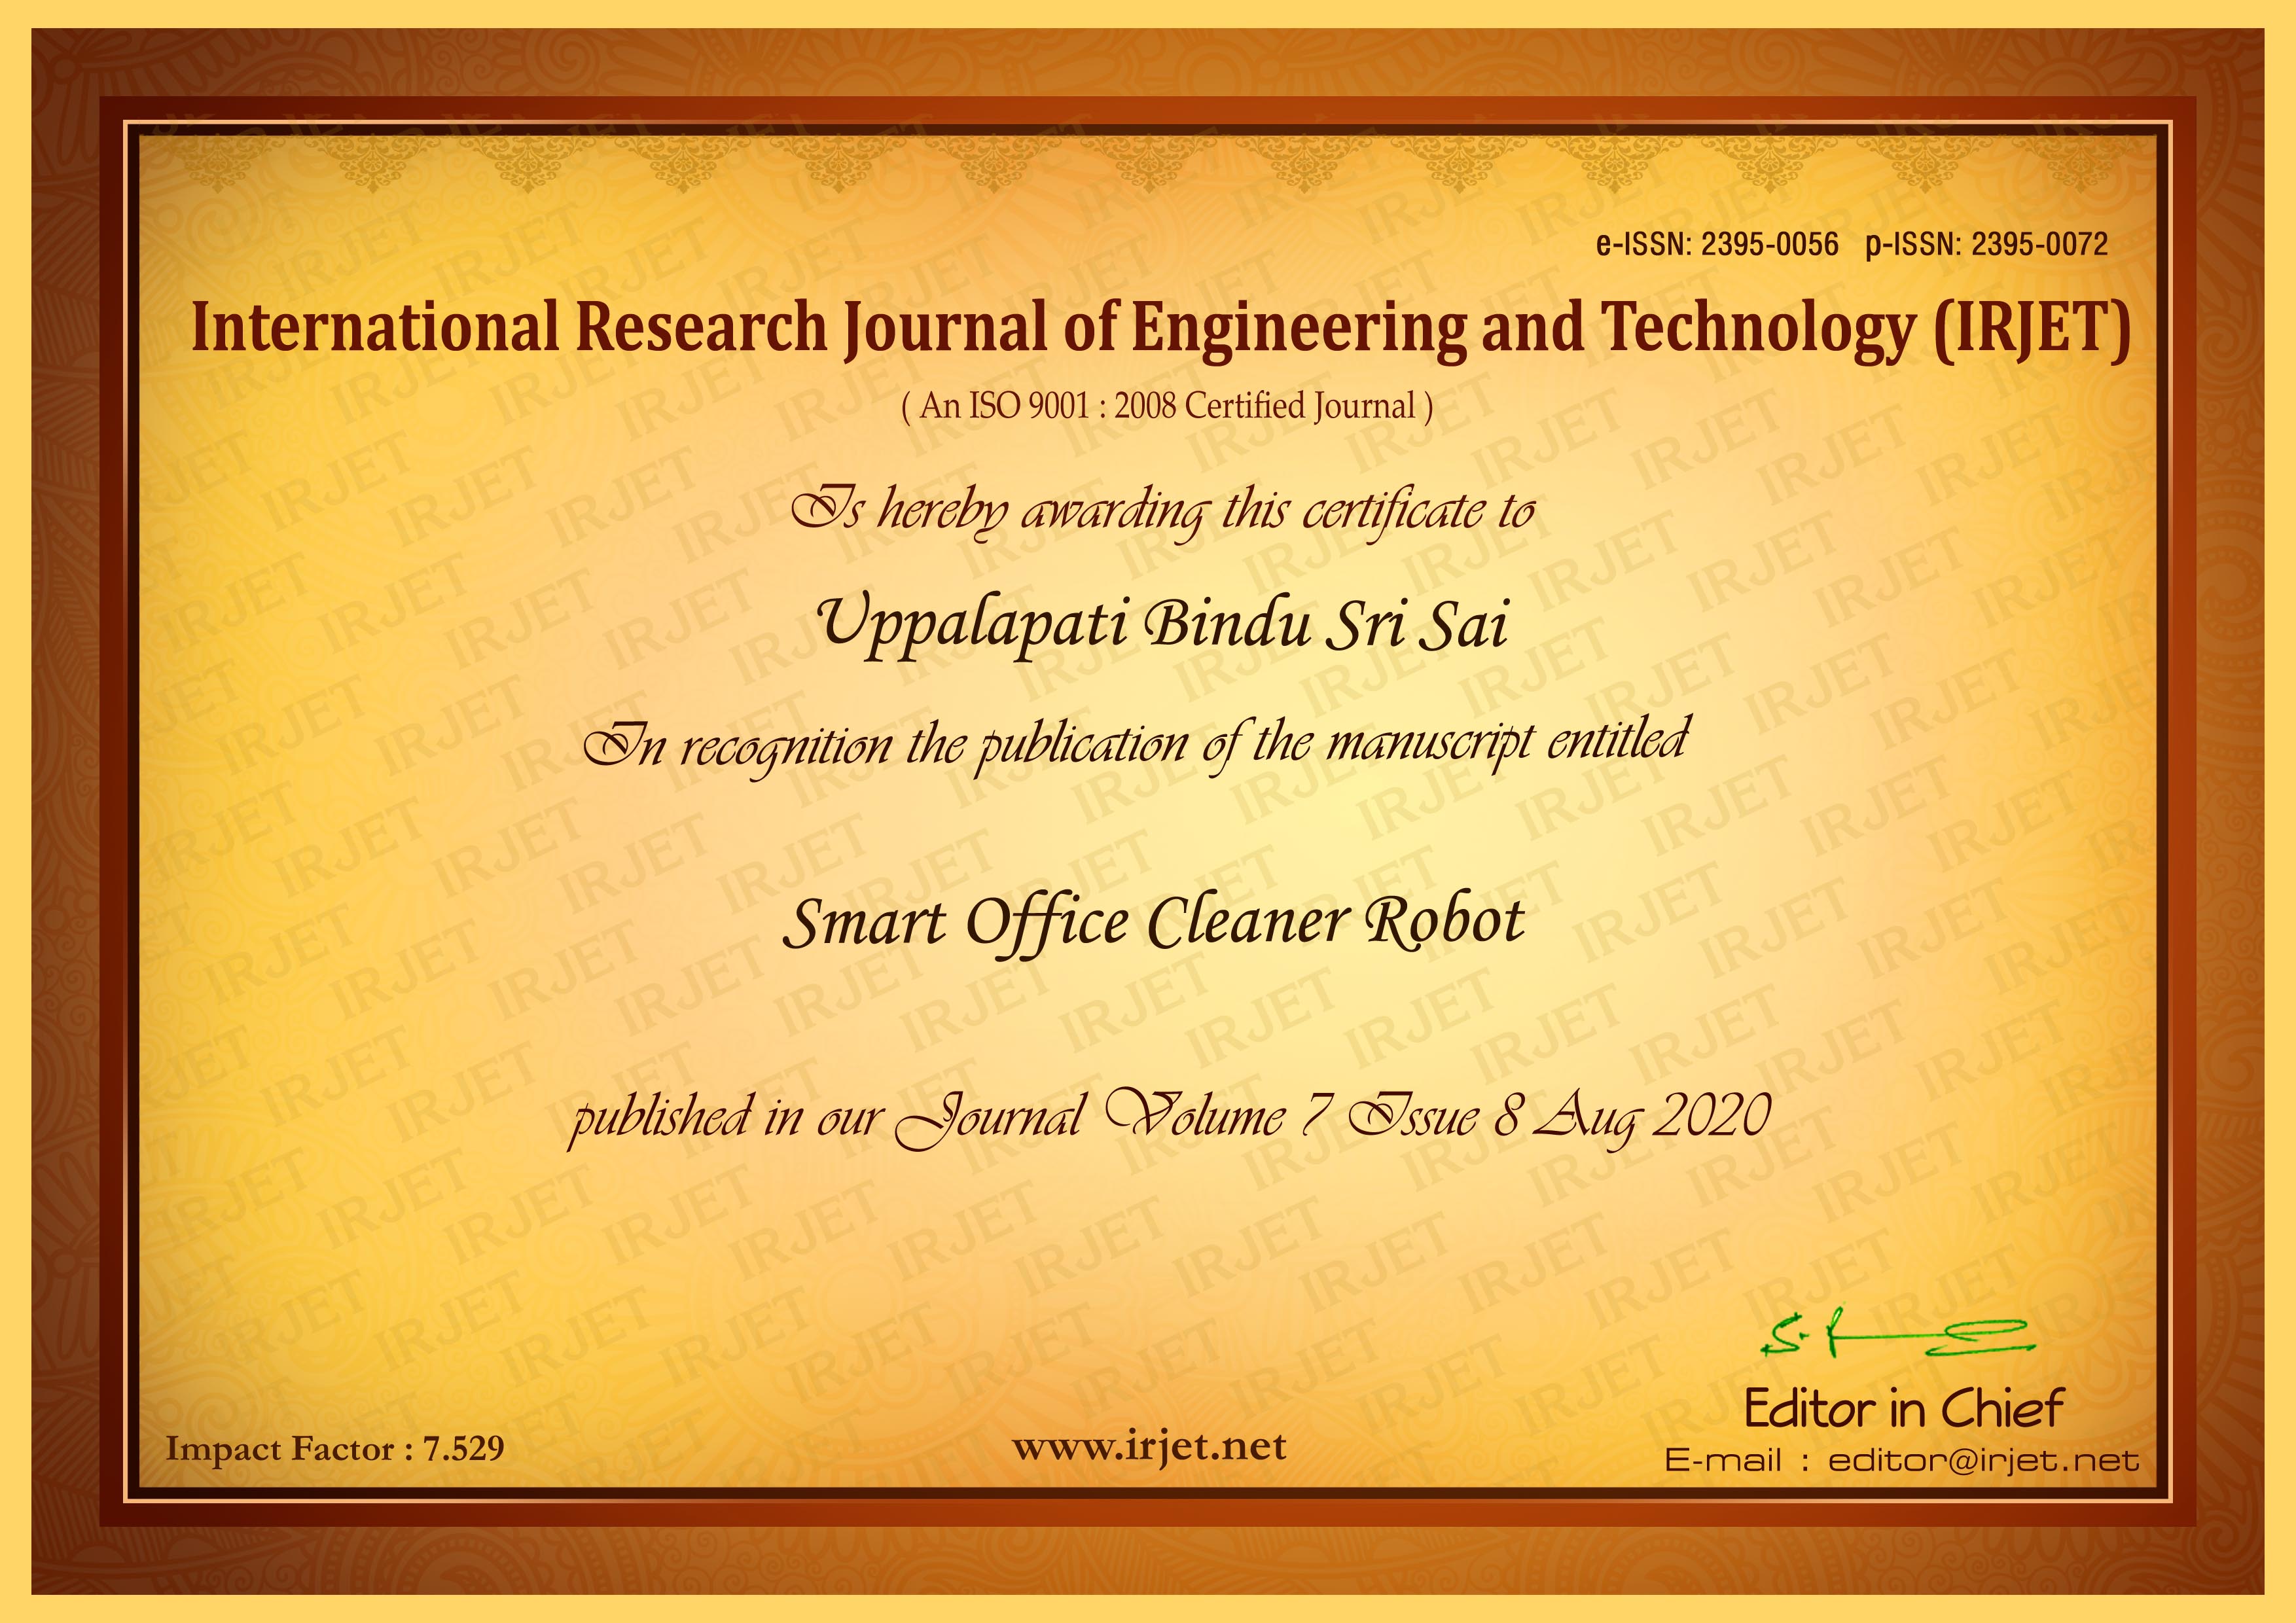 e-ISSN: 2395-0056 p-ISSN: 2395-0072
International Research Journal of Engineering and Technology (IRJET)
( An ISO 9001 : 2008 Certified Journal )
Is hereby awarding this certificate to
Uppalapati Bindu Sri Sai
In recognition the publication of the manuscript entitled
Smart Office Cleaner Robot
published in our Journal Volume 7 Issue 8 Aug 2020
Editor in Chief
Impact Factor : 7.529
www.irjet.net
E-mail : editor@irjet.net